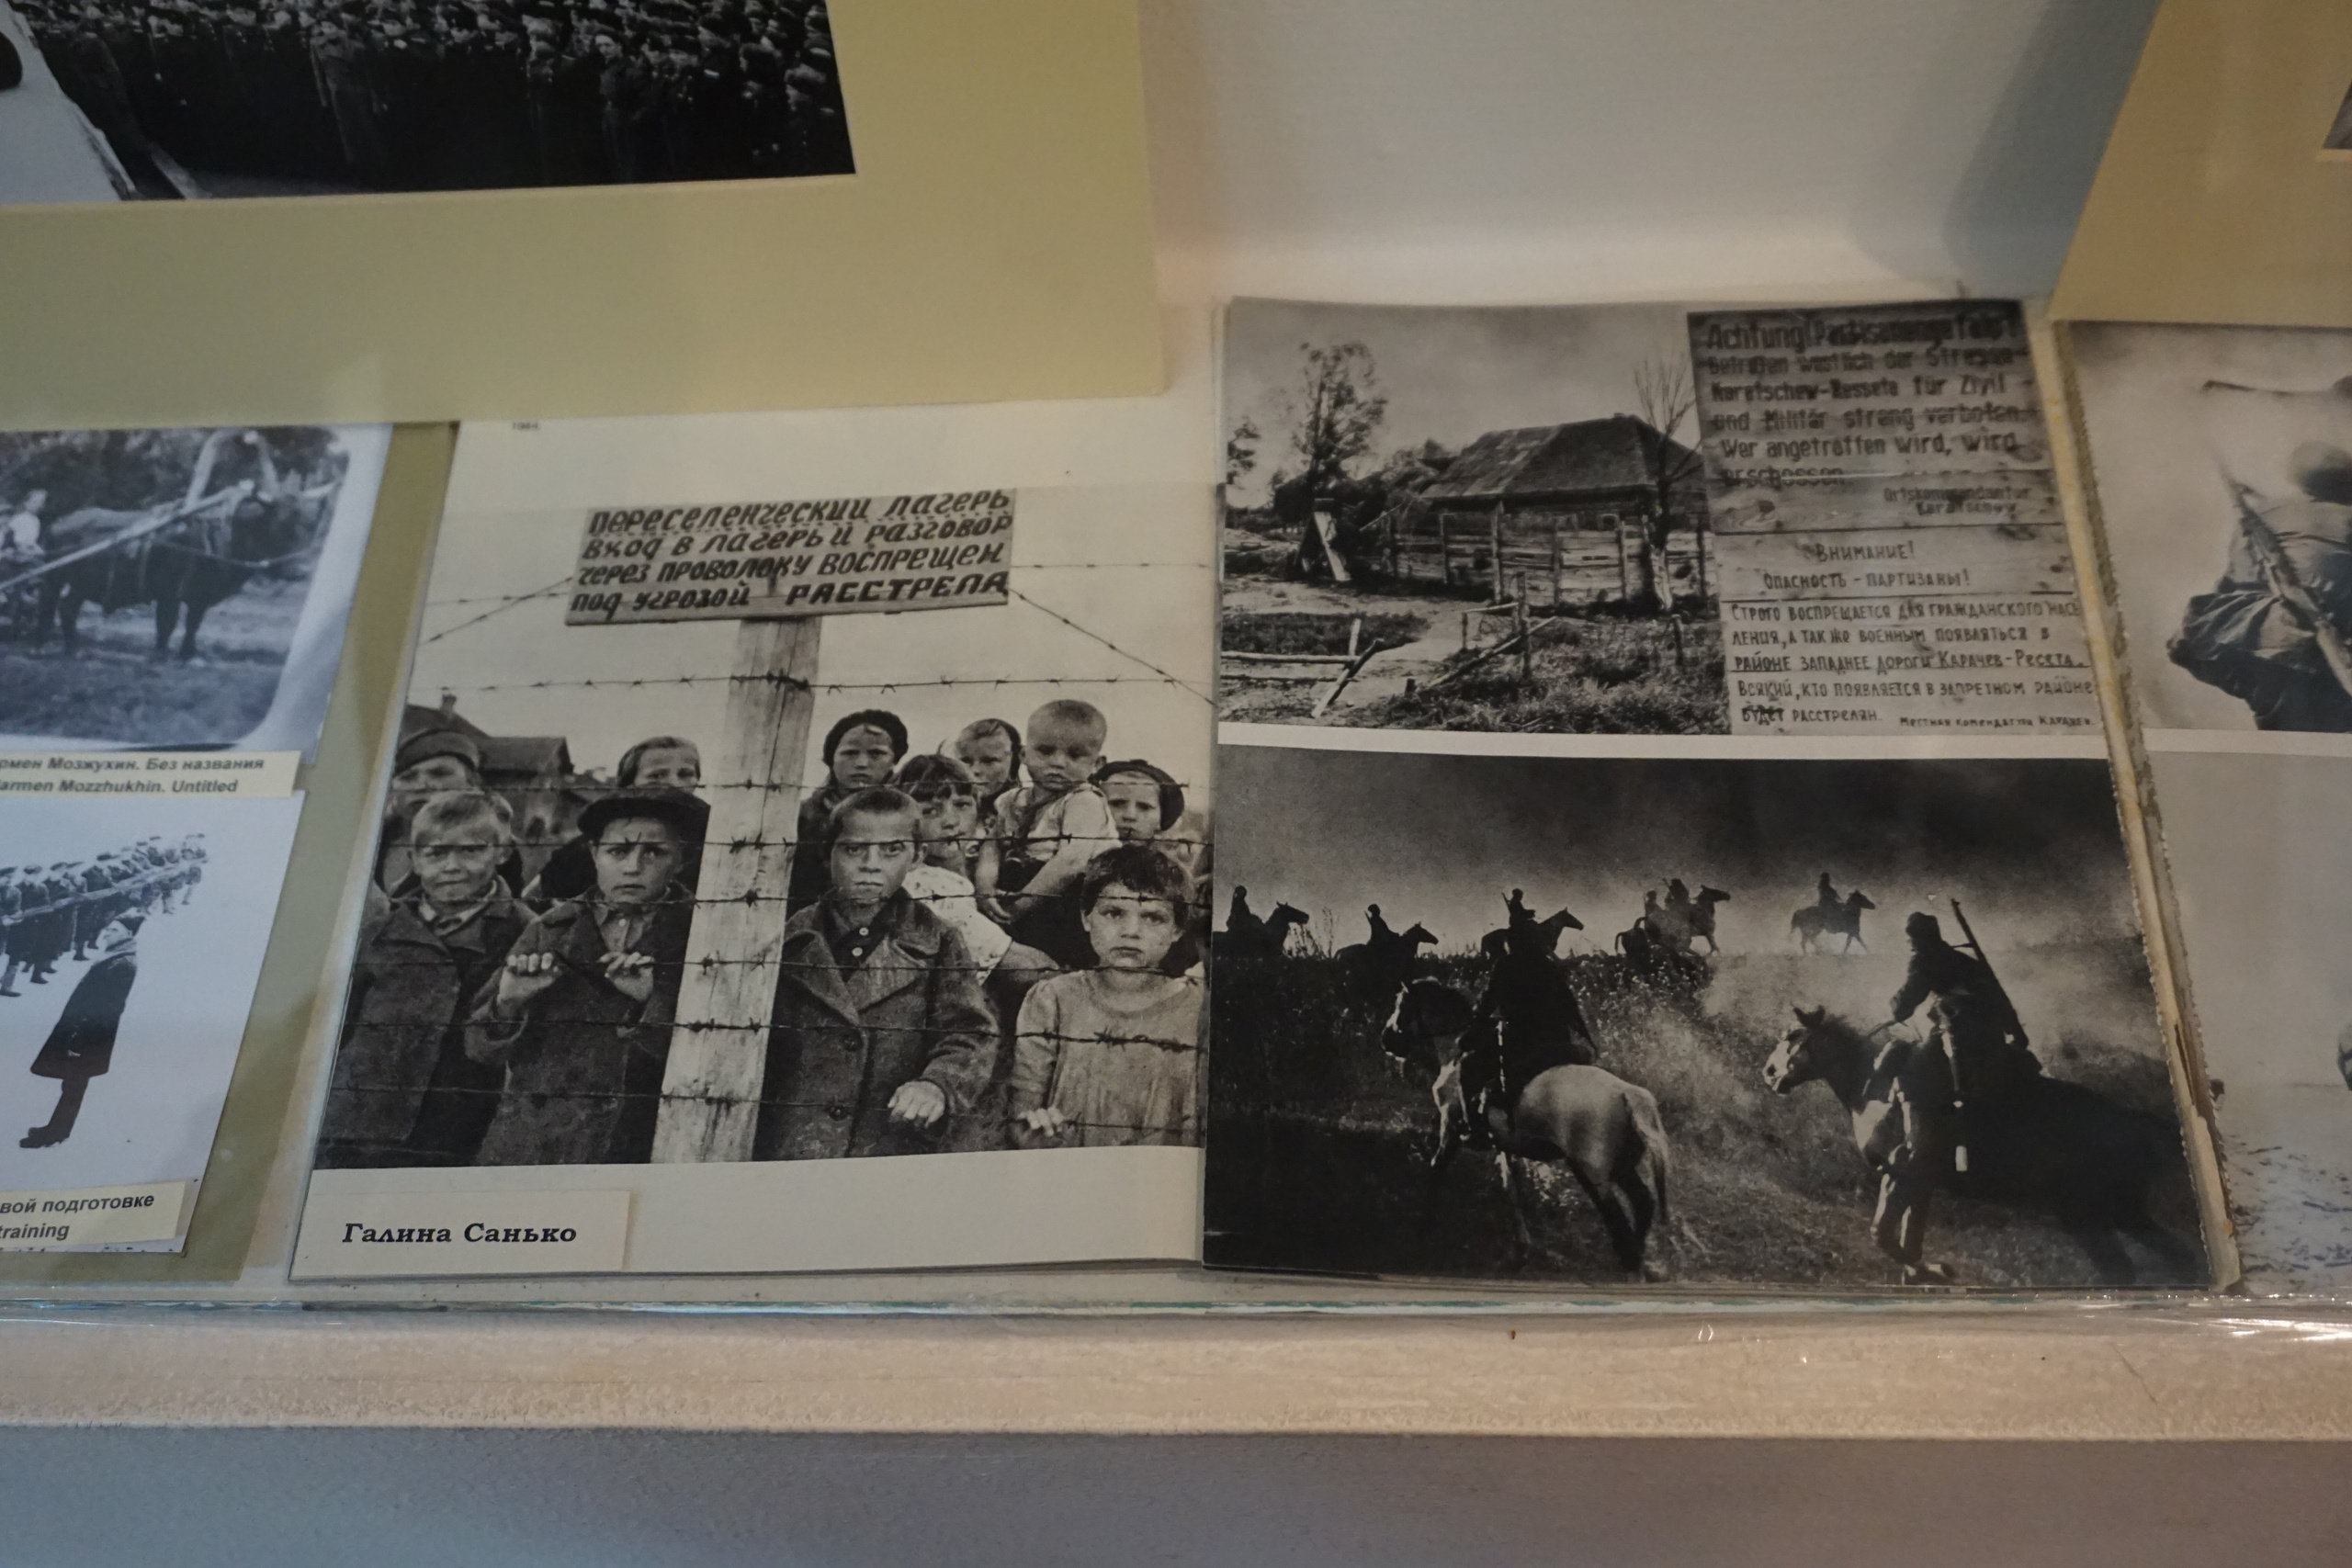 1944.
ПЕРЕСЕЛЕНЧЕСКИЙ ЛАГЕРЬ
ВХОД В ЛАГЕРЬ И РАЗГОВОР
ЧЕРЕЗ ПРОВОЛОКУ ВОСПРЕЩЕН
ПОД УГРОЗОЙ РАССТРЕЛА
Галина Санько
рмен Мозжухин. Без названия
armen Mozzhukhin. Untitled
вой подготовке
training
Achtung! Partisanengefahr!
Betreten westlich der Strasse
Karatschew-Resseta für Zivil
und Militär streng verboten.
Wer angetroffen wird, wird
erschossen.
Ortskommandantur
Karatschew
ВНИМАНИЕ!
ОПАСНОСТЬ - ПАРТИЗАНЫ!
СТРОГО ВОСПРЕЩАЕТСЯ ДЛЯ ГРАЖДАНСКОГО НАСЕ
ЛЕНИЯ, А ТАК ЖЕ ВОЕННЫМ ПОЯВЛЯТЬСЯ В
РАЙОНЕ ЗАПАДНЕЕ ДОРОГИ КАРАЧЕВ-РЕСЕТА.
ВСЯКИЙ, КТО ПОЯВЛЯЕТСЯ В ЗАПРЕТНОМ РАЙОНЕ
БУДЕТ РАССТРЕЛЯН. МЕСТНАЯ КОМЕНДАТУРА КАРАЧЕВ.